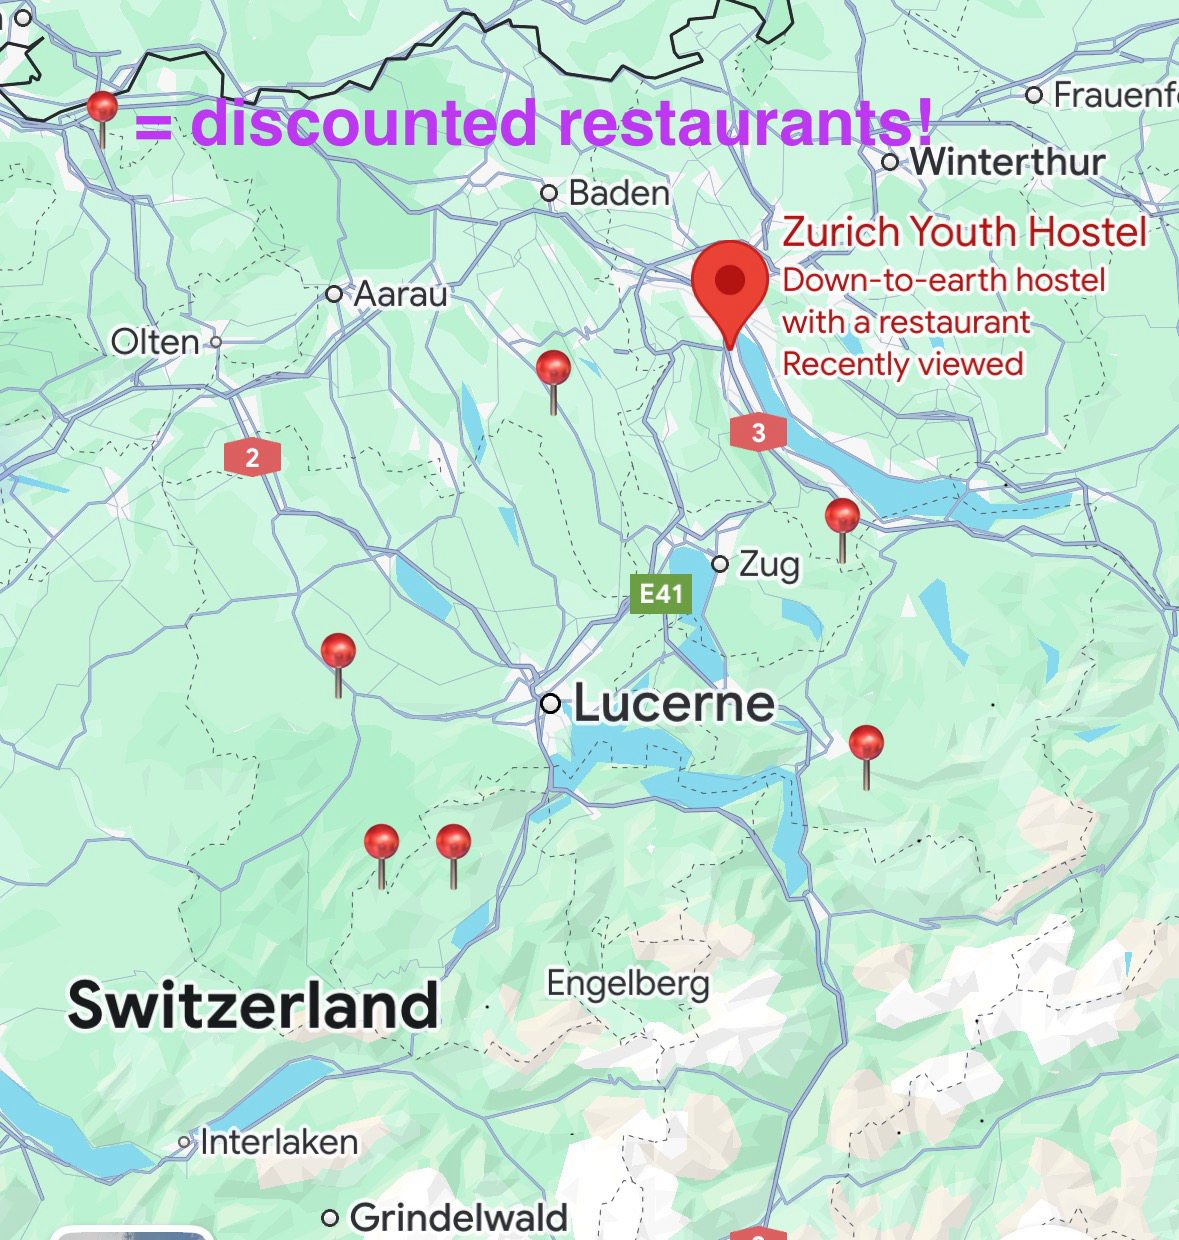 = discounted restaurants!
Frauenf
Winterthur
Baden
Zurich Youth Hostel
Down-to-earth hostel
with a restaurant
Recently viewed
Aarau
Olten
3
2
Zug
E41
Lucerne
Engelberg
Switzerland
Interlaken
Grindelwald